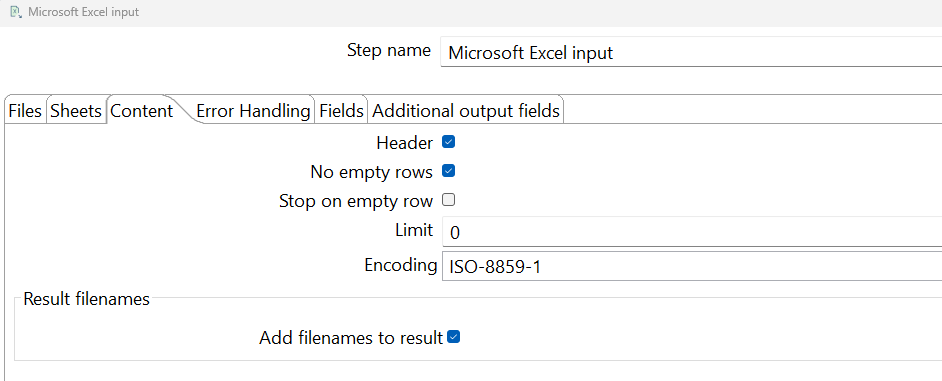 Microsoft Excel input
Step name Microsoft Excel input
Files Sheets Content Error Handling Fields Additional output fields
Header
No empty rows
Stop on empty row
Limit 0
Encoding ISO-8859-1
Result filenames
Add filenames to result